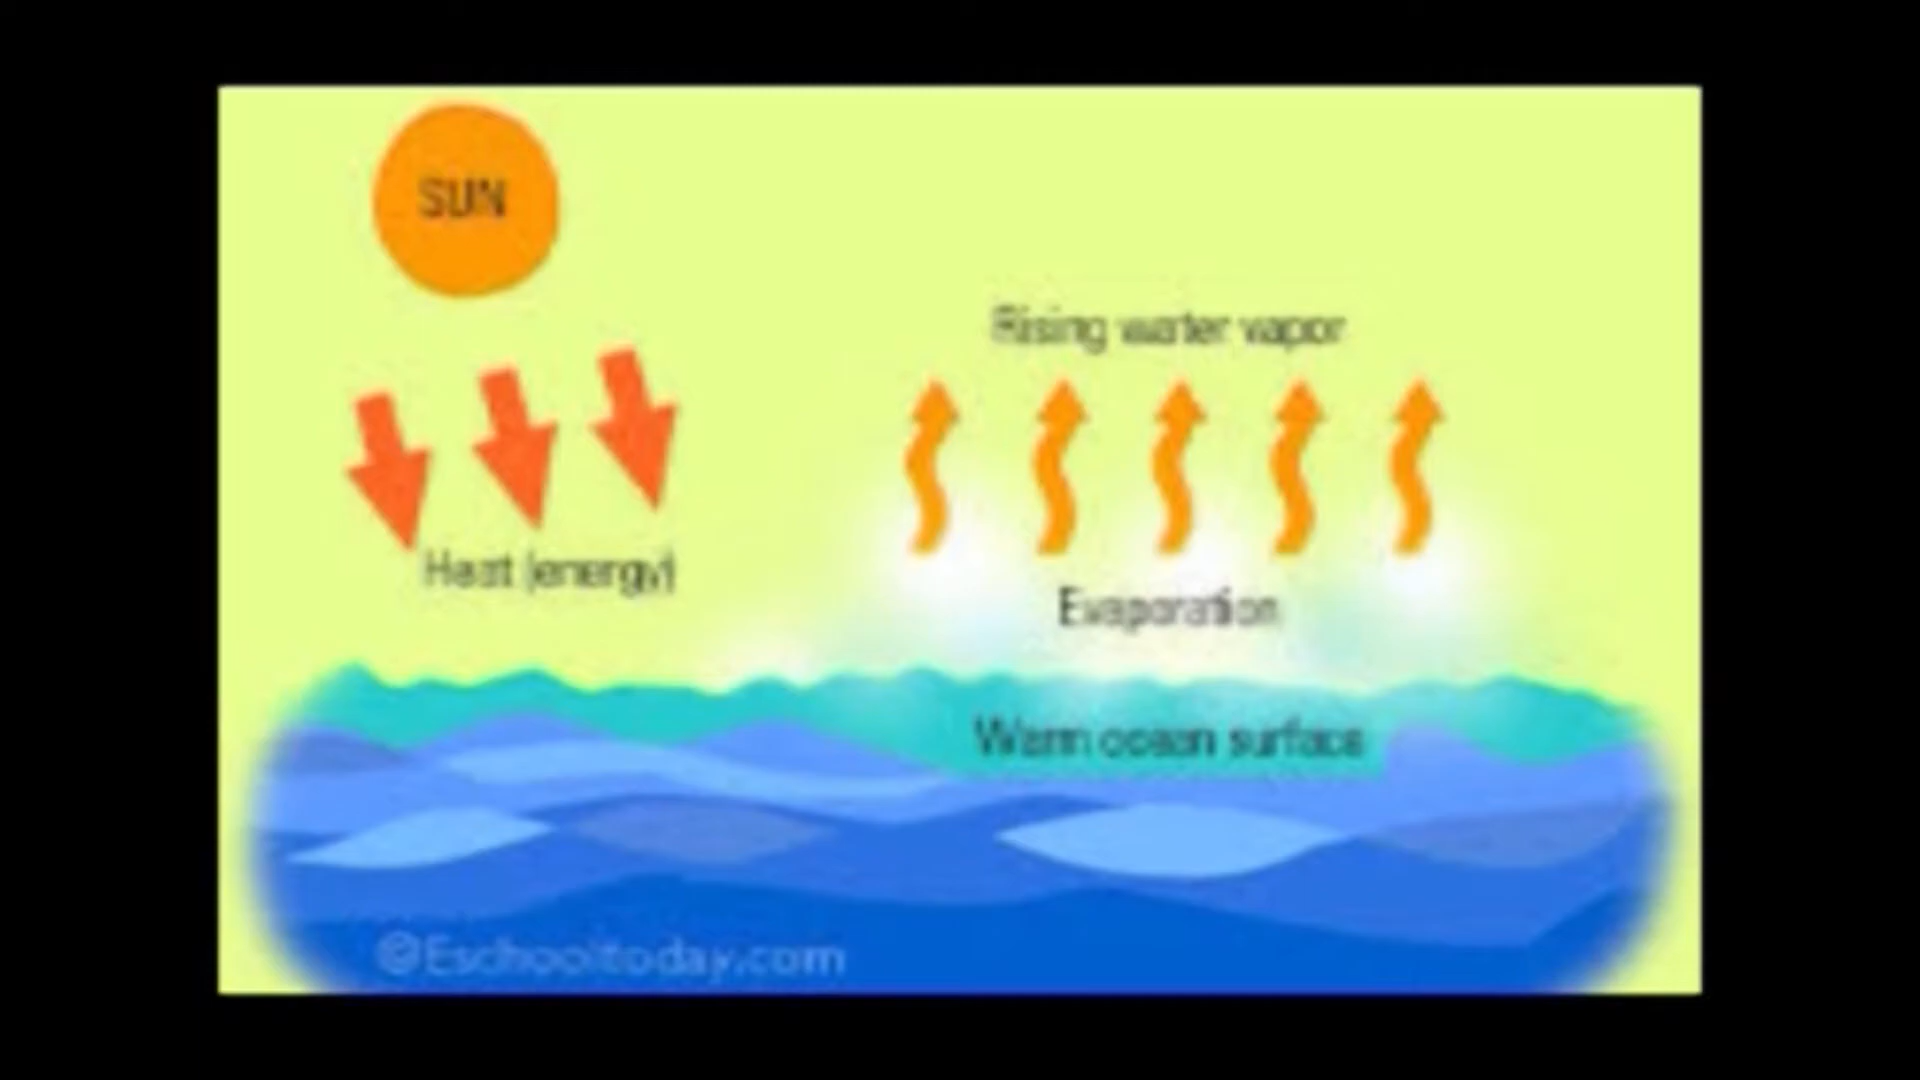 SUN
Rising water vapor
Heat (energy)
Evaporation
Warm ocean surface
@Eschooltoday.com